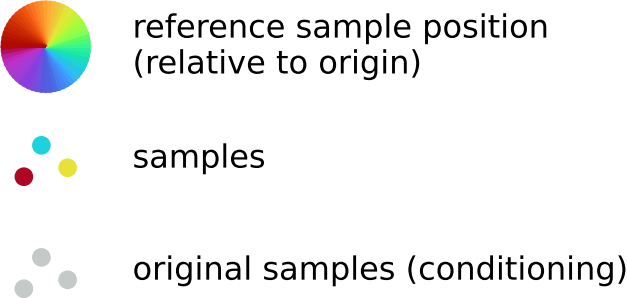 reference sample position
(relative to origin)
samples
original samples (conditioning)